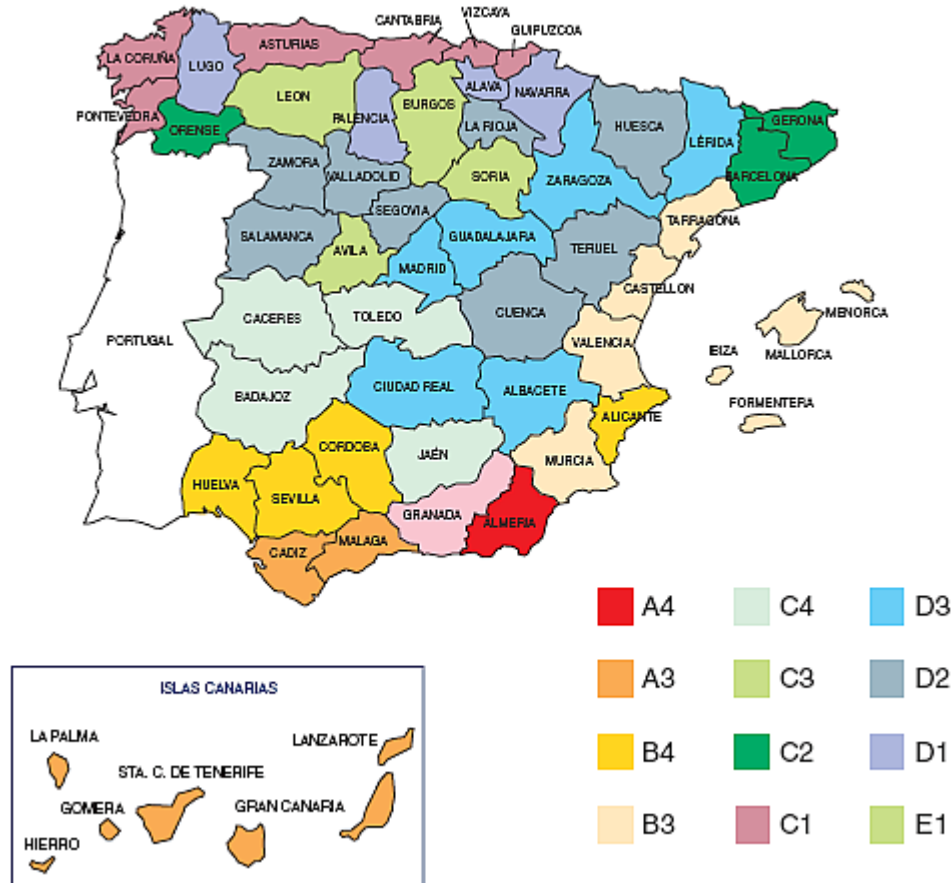 CANTABRIA
VIZCAYA
GUIPUZCOA
LA CORUÑA
LUGO
ASTURIAS
PONTEVEDRA
ORENSE
LEON
PALENCIA
BURGOS
ALAVA
NAVARRA
LA RIOJA
HUESCA
LÉRIDA
GERONA
BARCELONA
ZAMORA
VALLADOLID
SORIA
ZARAGOZA
TARRAGONA
SEGOVIA
SALAMANCA
AVILA
MADRID
GUADALAJARA
TERUEL
CASTELLON
MENORCA
MALLORCA
IBIZA
FORMENTERA
PORTUGAL
CACERES
TOLEDO
CUENCA
VALENCIA
BADAJOZ
CIUDAD REAL
ALBACETE
ALICANTE
CORDOBA
JAÉN
MURCIA
HUELVA
SEVILLA
GRANADA
ALMERIA
CADIZ
MALAGA
A4
C4
D3
A3
C3
D2
B4
C2
D1
B3
C1
E1
ISLAS CANARIAS
LA PALMA
LANZAROTE
STA. C. DE TENERIFE
GOMERA
GRAN CANARIA
HIERRO